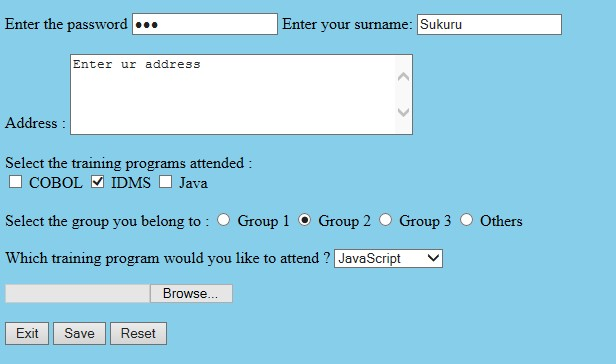 Enter the password ●●● Enter your surname: Sukuru
Enter ur address
Address :
Select the training programs attended :
COBOL IDMS Java
Select the group you belong to : Group 1 Group 2 Group 3 Others
Which training program would you like to attend ? JavaScript
Browse...
Exit Save Reset